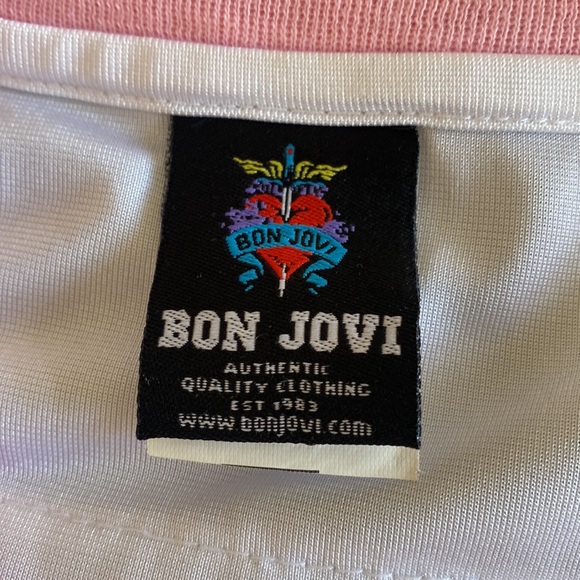 BON JOVI
BON JOVI
AUTHENTIC
QUALITY CLOTHING
EST 1983
www.bonjovi.com